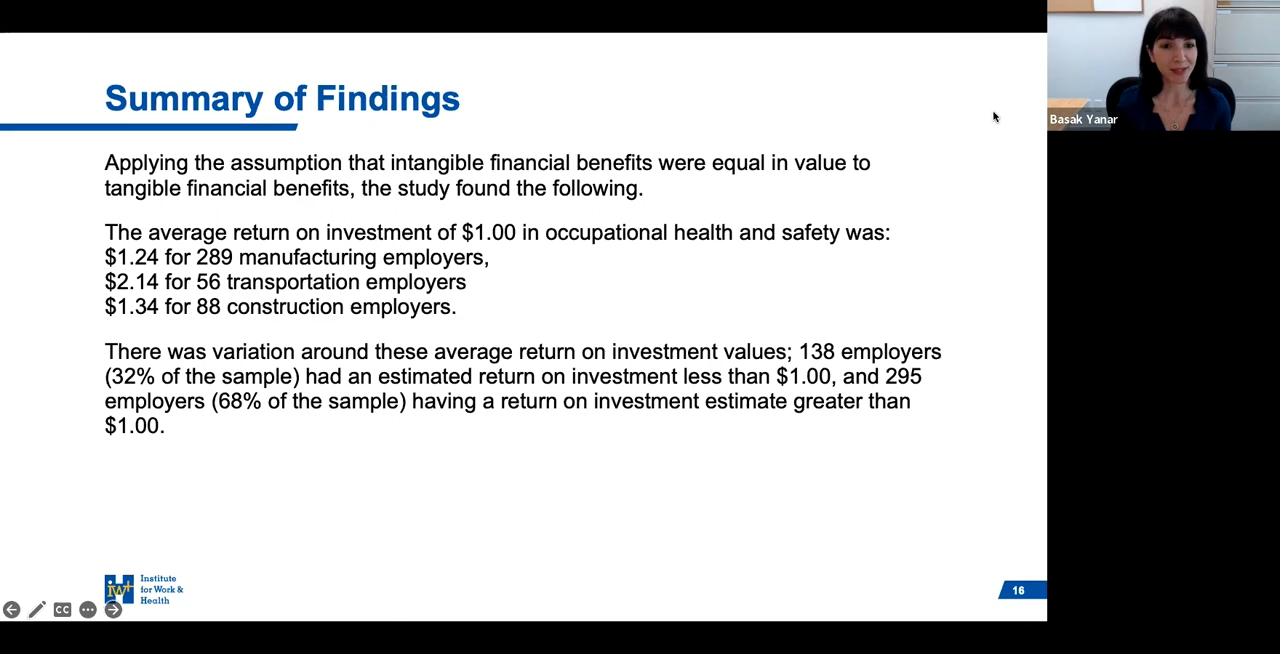 Summary of Findings
Applying the assumption that intangible financial benefits were equal in value to
tangible financial benefits, the study found the following.
The average return on investment of $1.00 in occupational health and safety was:
$1.24 for 289 manufacturing employers,
$2.14 for 56 transportation employers
$1.34 for 88 construction employers.
There was variation around these average return on investment values; 138 employers
(32% of the sample) had an estimated return on investment less than $1.00, and 295
employers (68% of the sample) having a return on investment estimate greater than
$1.00.
iw+
Institute
for Work &
Health
CC
16
Basak Yanar